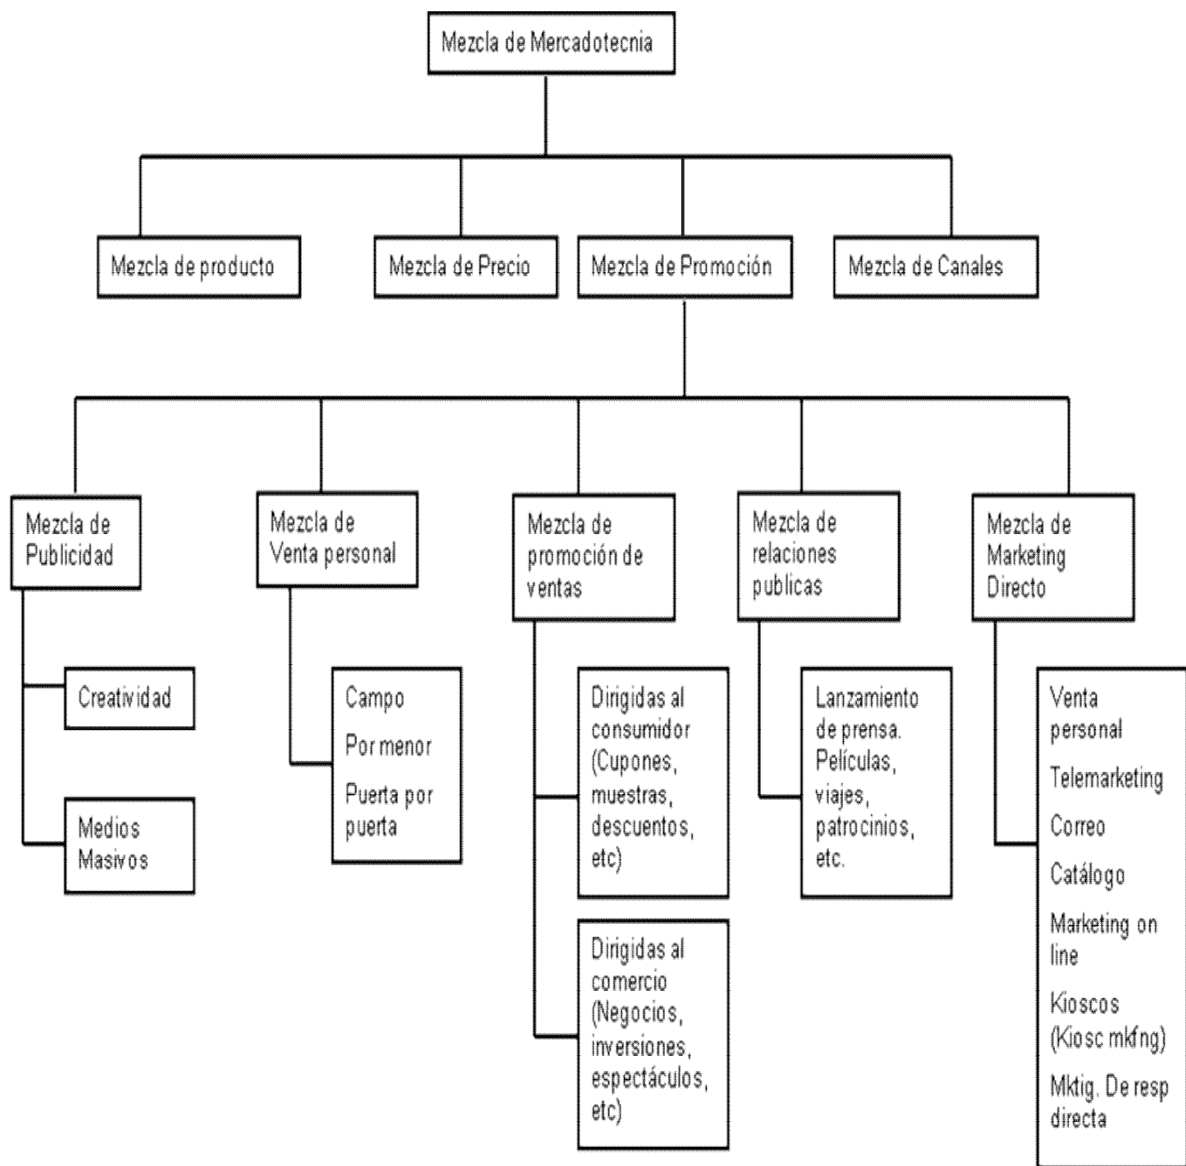 Mezcla de Mercadotecnia
Mezcla de producto
Mezcla de Precio
Mezcla de Promoción
Mezcla de Canales
Mezcla de
Publicidad
Mezcla de
Venta personal
Mezcla de
promoción de
ventas
Mezcla de
relaciones
publicas
Mezcla de
Marketing
Directo
Creatividad
Medios
Masivos
Campo
Por menor
Puerta por
puerta
Dirigidas al
consumidor
(Cupones,
muestras,
descuentos,
etc)
Dirigidas al
comercio
(Negocios,
inversiones,
espectáculos,
etc)
Lanzamiento
de prensa.
Películas,
viajes,
patrocinios,
etc.
Venta
personal
Telemarketing
Correo
Catálogo
Marketing on
line
Kioscos
(Kiosc mkfng)
Mktig. De resp
directa